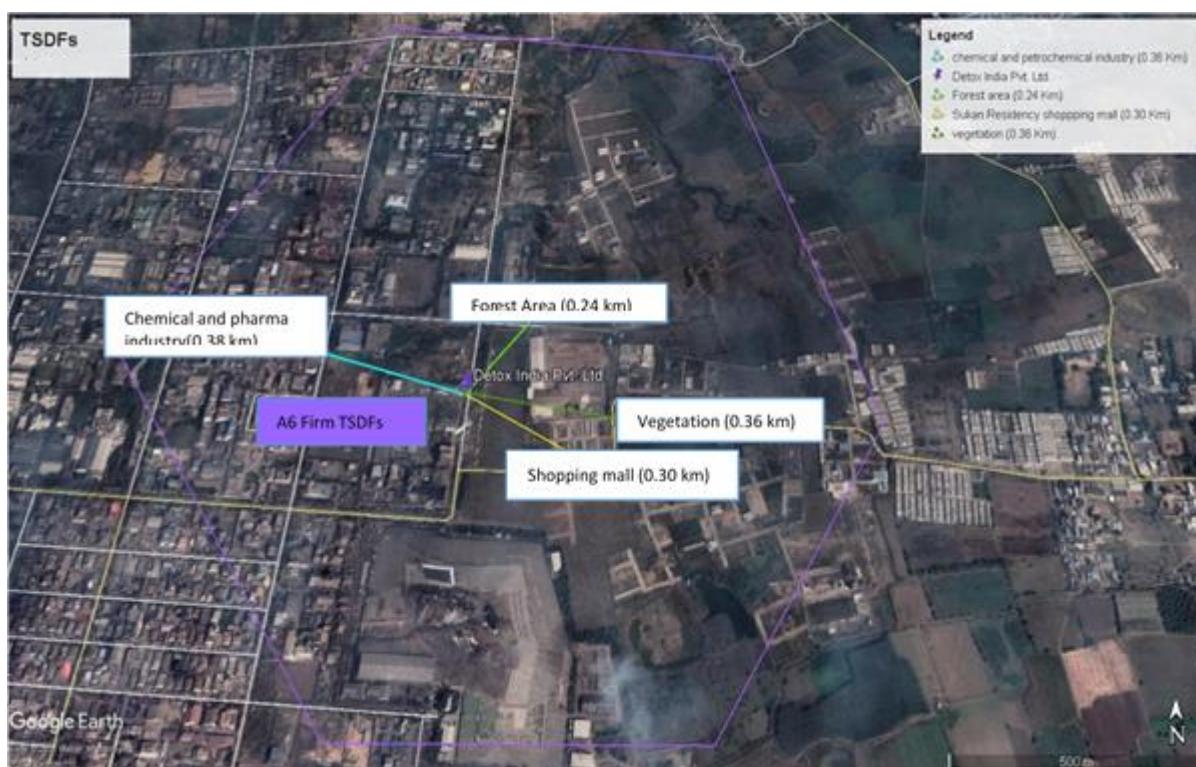 TSDFs
Legend
chemical and petrochemical industry (0.38 Km)
Detox India Pvt. Ltd.
Forest area (0.24 Km)
Sukan Residency shoppping mall (0.30 Km)
vegetation (0.36 Km)
Forest Area (0.24 km)
Chemical and pharma
industry(0.38 km)
Detox India Pvt. Ltd
A6 Firm TSDFs
Vegetation (0.36 km)
Shopping mall (0.30 km)
Google Earth
N
500 m